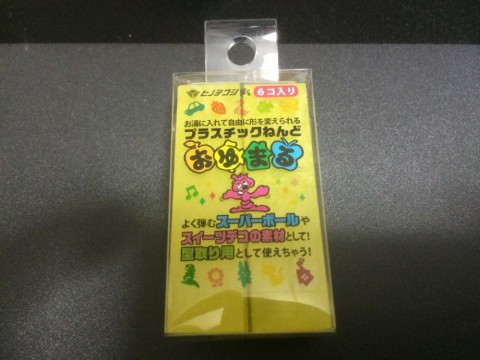 ヒノデワシ
6コ入り
お湯に入れて自由に形を変えられる
プラスチックねんど
おゆまる
よく弾むスーパーボールや
スイーツデコの素材として!
型取り用として使えちゃう!